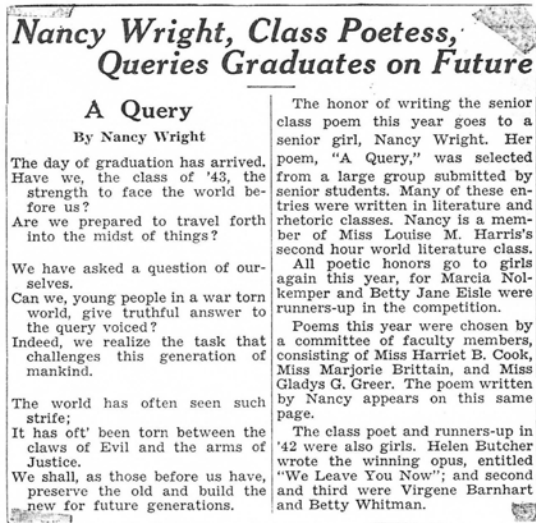 Nancy Wright, Class Poetess,
Queries Graduates on Future
A Query
By Nancy Wright
The day of graduation has arrived.
Have we, the class of '43, the
strength to face the world be-
fore us?
Are we prepared to travel forth
into the midst of things?
We have asked a question of our-
selves.
Can we, young people in a war torn
world, give truthful answer to
the query voiced?
Indeed, we realize the task that
challenges this generation of
mankind.
The world has often seen such
strife;
It has oft' been torn between the
claws of Evil and the arms of
Justice.
We shall, as those before us have,
preserve the old and build the
new for future generations.
The honor of writing the senior
class poem this year goes to a
senior girl, Nancy Wright. Her
poem, "A Query," was selected
from a large group submitted by
senior students. Many of these en-
tries were written in literature and
rhetoric classes. Nancy is a mem-
ber of Miss Louise M. Harris's
second hour world literature class.
All poetic honors go to girls
again this year, for Marcia Nol-
kemper and Betty Jane Eisle were
runners-up in the competition.
Poems this year were chosen by
a committee of faculty members,
consisting of Miss Harriet B. Cook,
Miss Marjorie Brittain, and Miss
Gladys G. Greer. The poem written
by Nancy appears on this same
page.
The class poet and runners-up in
'42 were also girls. Helen Butcher
wrote the winning opus, entitled
"We Leave You Now"; and second
and third were Virgene Barnhart
and Betty Whitman.